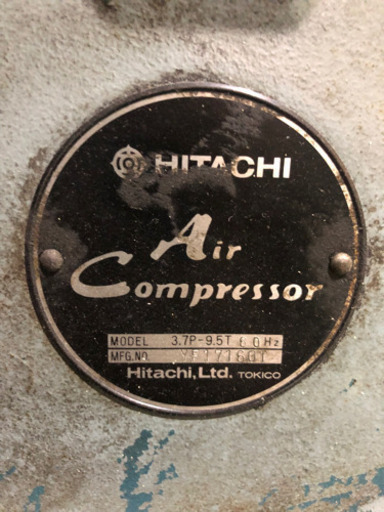 HITACHI
Air
Compressor
MODEL 3.7P-9.5T 60Hz
MFG.NO.
Hitachi, Ltd. TOKICO